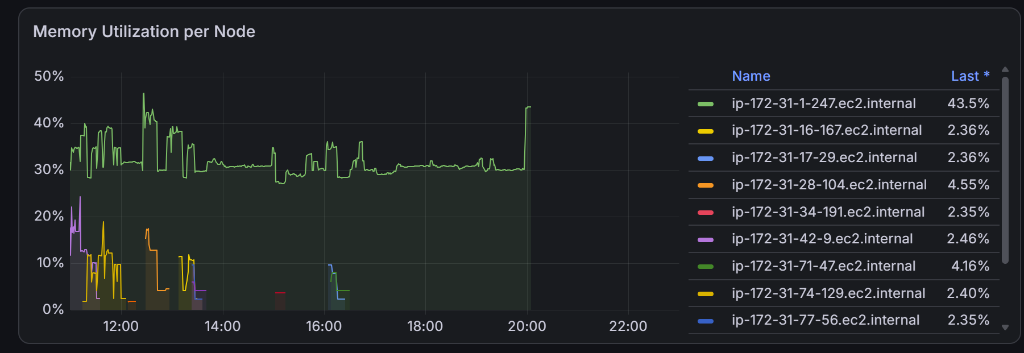 Memory Utilization per Node
50%
40%
30%
20%
10%
0%
12:00 14:00 16:00 18:00 20:00 22:00
Name Last *
ip-172-31-1-247.ec2.internal 43.5%
ip-172-31-16-167.ec2.internal 2.36%
ip-172-31-17-29.ec2.internal 2.36%
ip-172-31-28-104.ec2.internal 4.55%
ip-172-31-34-191.ec2.internal 2.35%
ip-172-31-42-9.ec2.internal 2.46%
ip-172-31-71-47.ec2.internal 4.16%
ip-172-31-74-129.ec2.internal 2.40%
ip-172-31-77-56.ec2.internal 2.35%